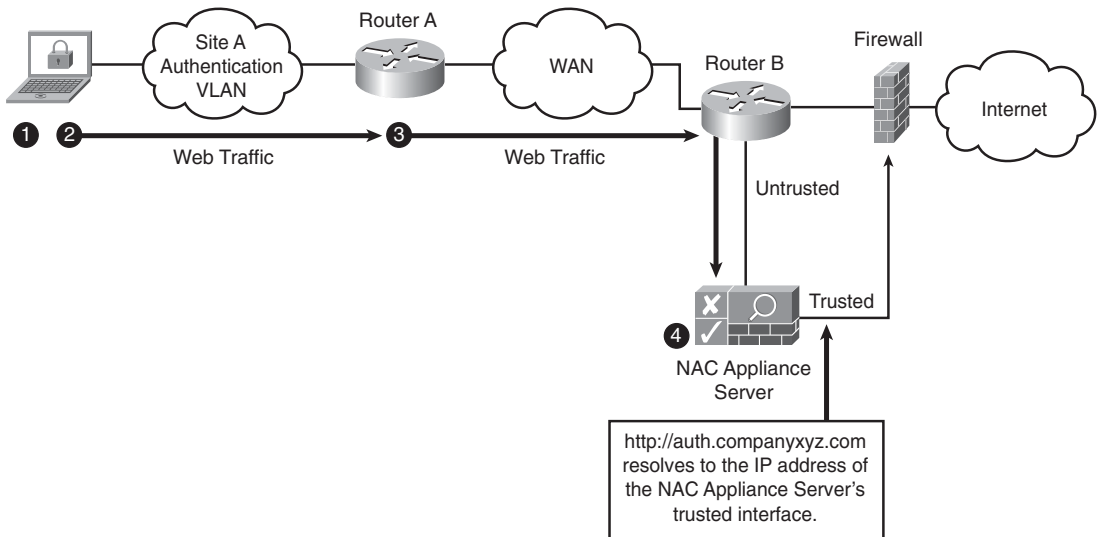 Site A
Authentication
VLAN
Router A
WAN
Router B
Firewall
Internet
1
2
3
Web Traffic
Web Traffic
Untrusted
Trusted
4
NAC Appliance
Server
http://auth.companyxyz.com
resolves to the IP address of
the NAC Appliance Server's
trusted interface.